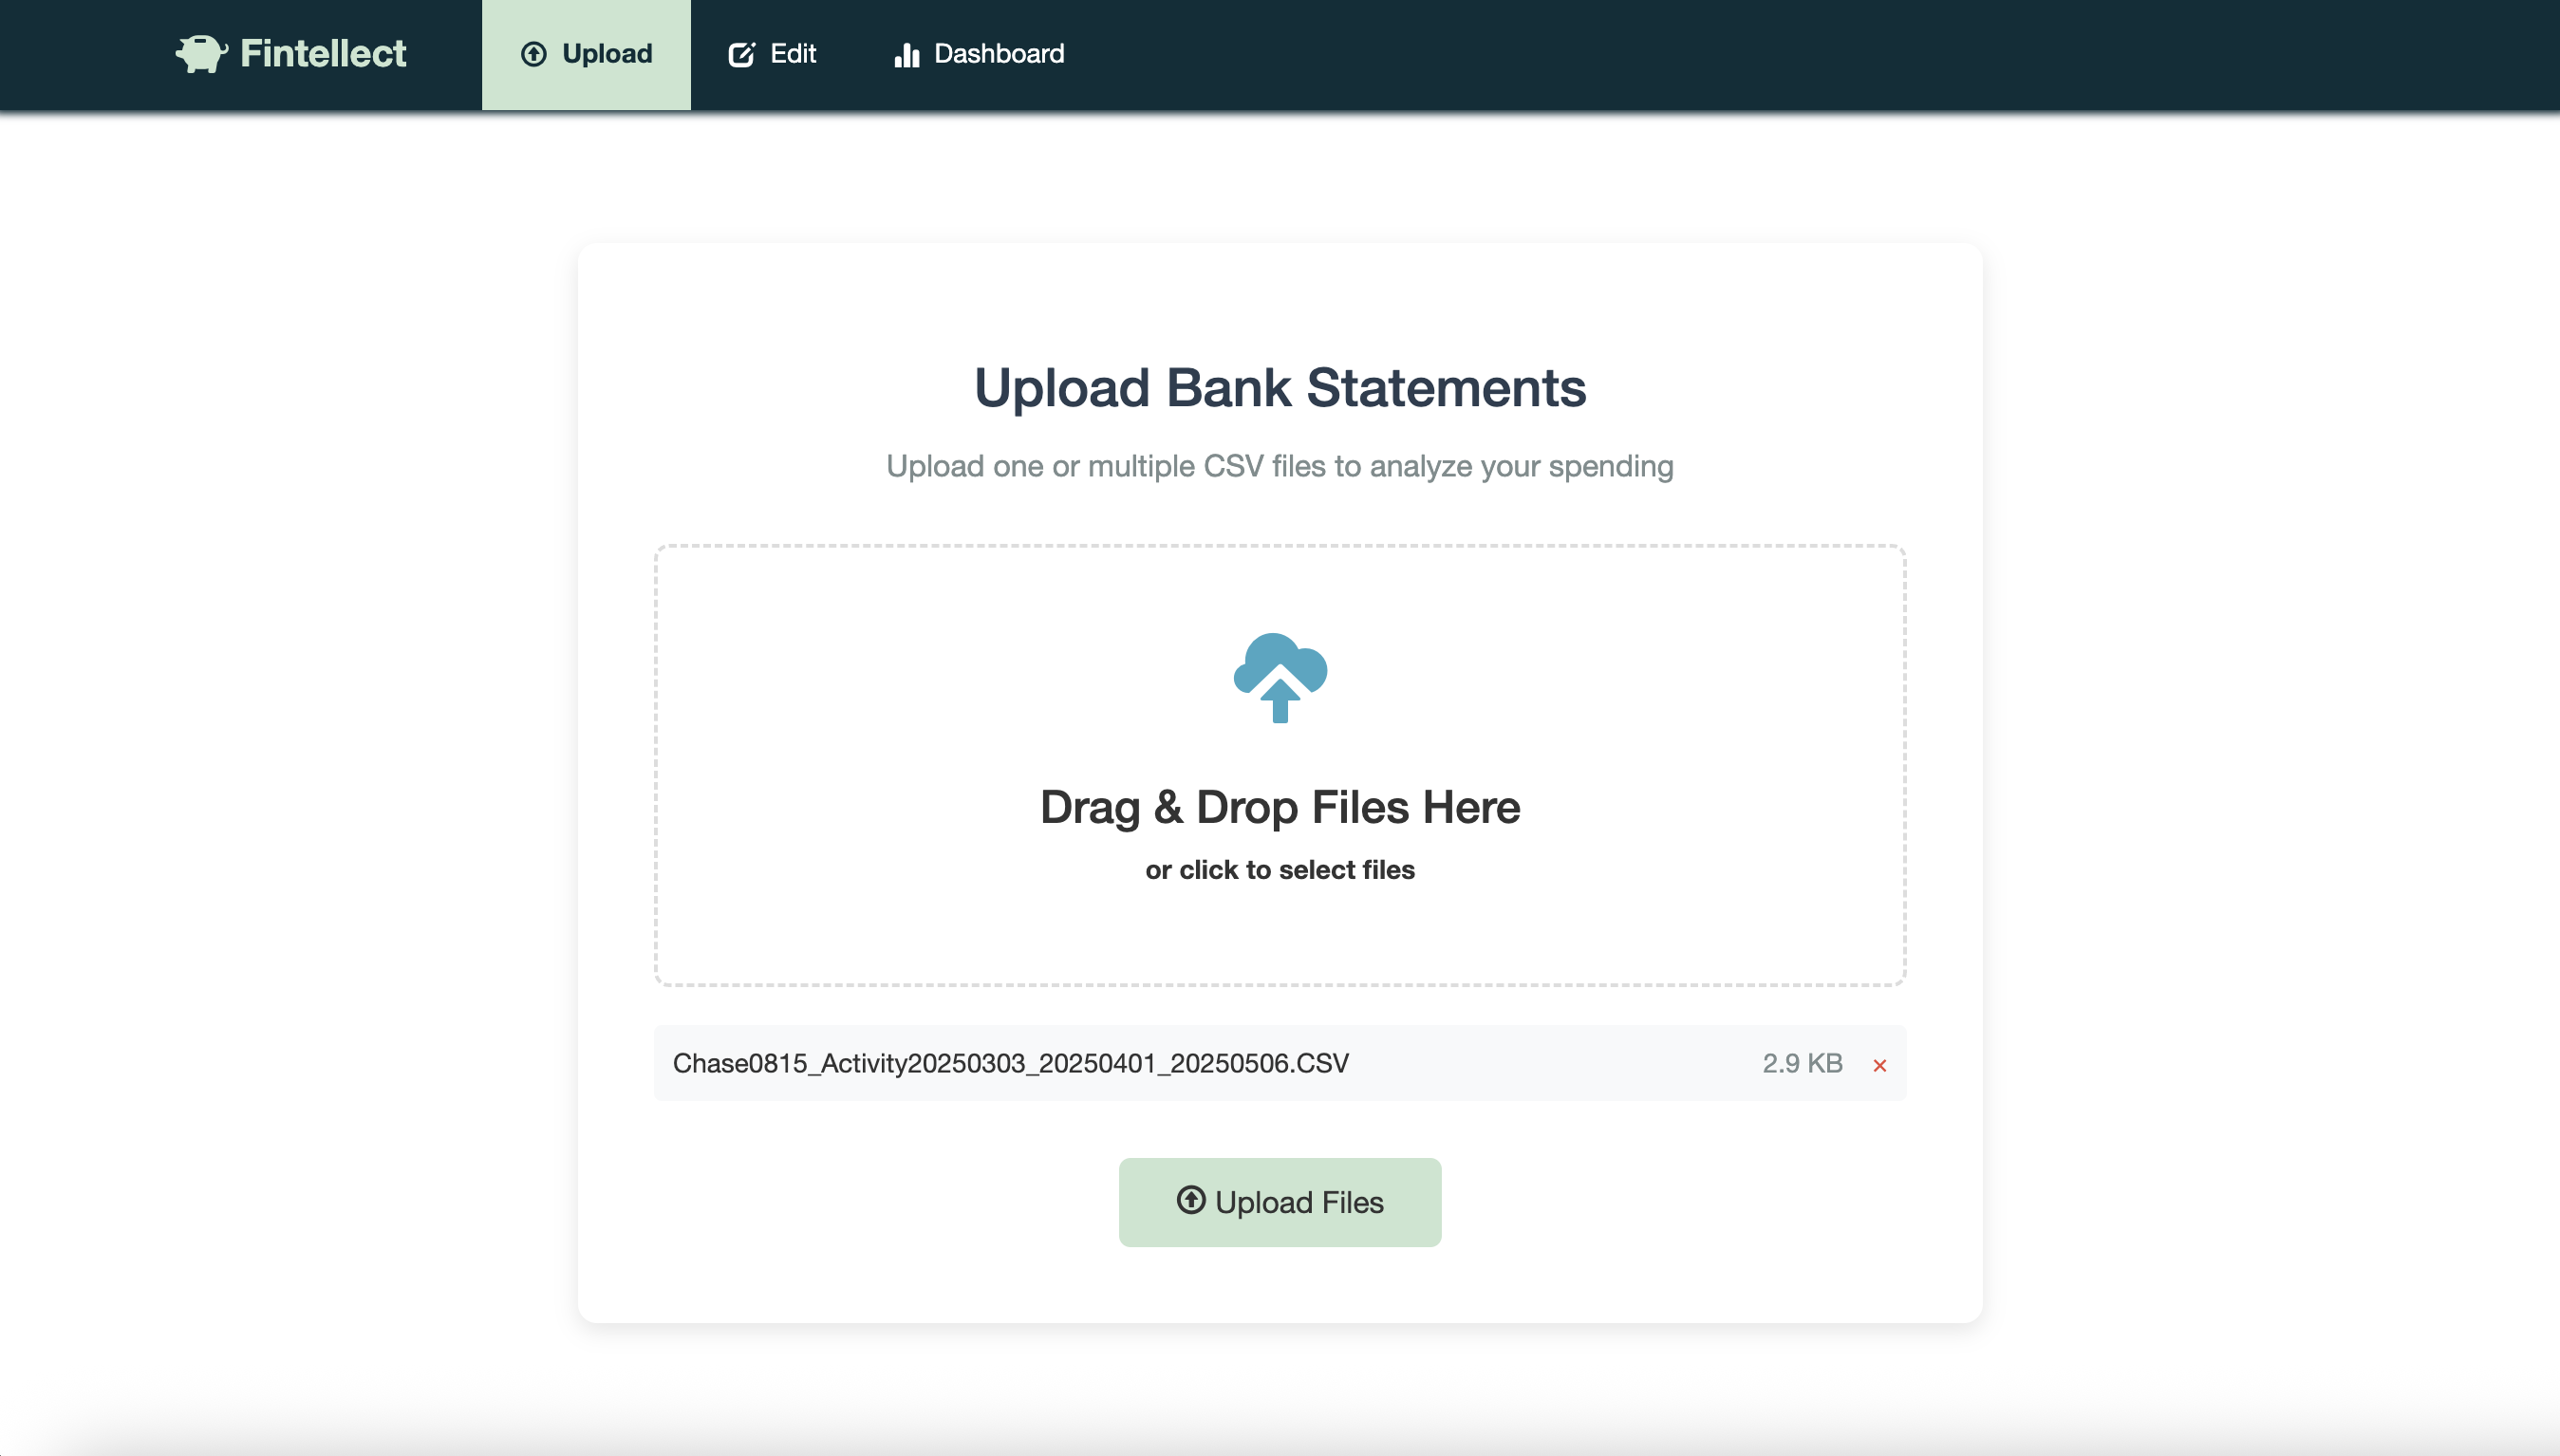 Fintellect
Upload
Edit
Dashboard
Upload Bank Statements
Upload one or multiple CSV files to analyze your spending
Drag & Drop Files Here
or click to select files
Chase0815_Activity20250303_20250401_20250506.CSV 2.9 KB ×
Upload Files